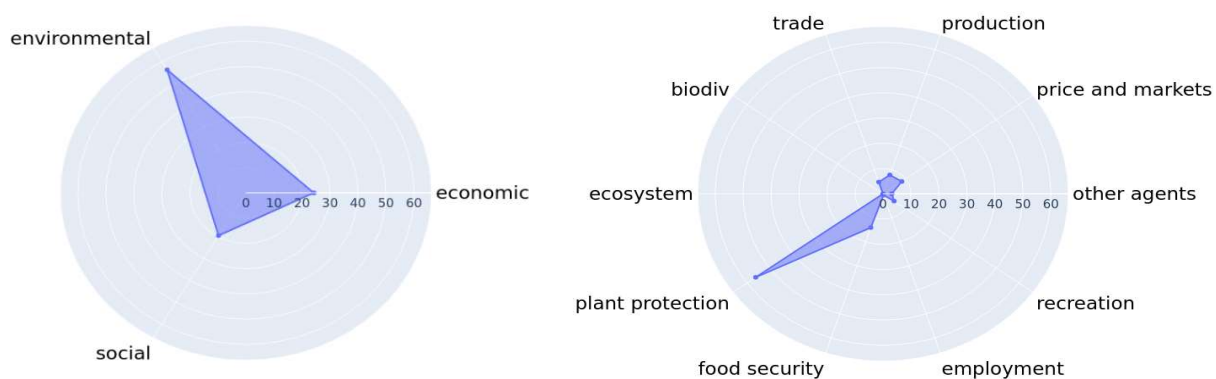 environmental
economic
social
0 10 20 30 40 50 60
trade
production
biodiv
price and markets
ecosystem
other agents
0 10 20 30 40 50 60
plant protection
recreation
food security
employment